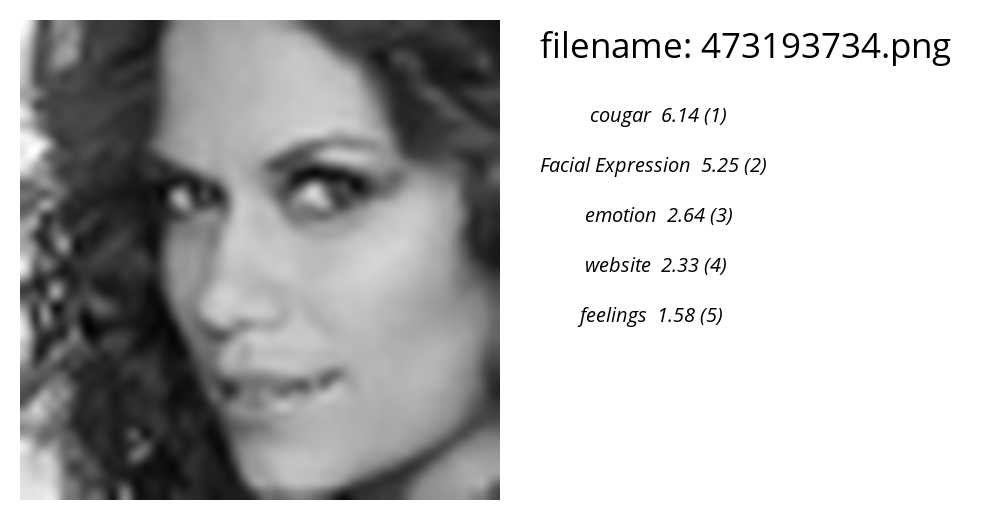 filename: 473193734.png
cougar 6.14 (1)
Facial Expression 5.25 (2)
emotion 2.64 (3)
website 2.33 (4)
feelings 1.58 (5)